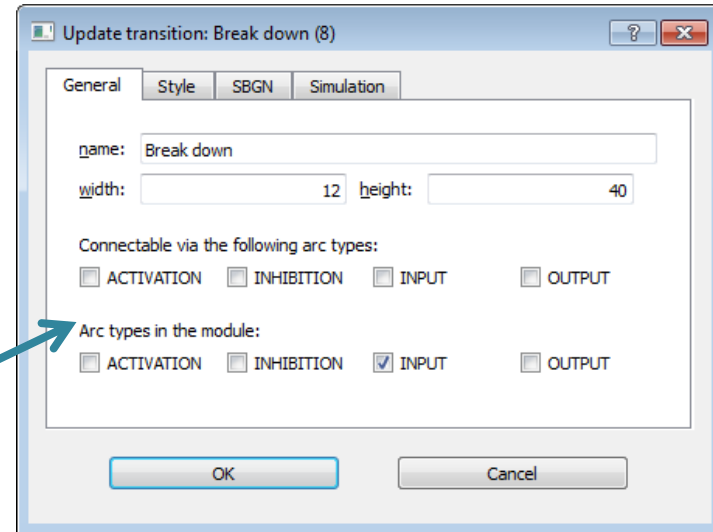 Update transition: Break down (8)
General Style SBGN Simulation
name: Break down
width: 12 height: 40
Connectable via the following arc types:
ACTIVATION INHIBITION INPUT OUTPUT
Arc types in the module:
ACTIVATION INHIBITION INPUT OUTPUT
OK Cancel